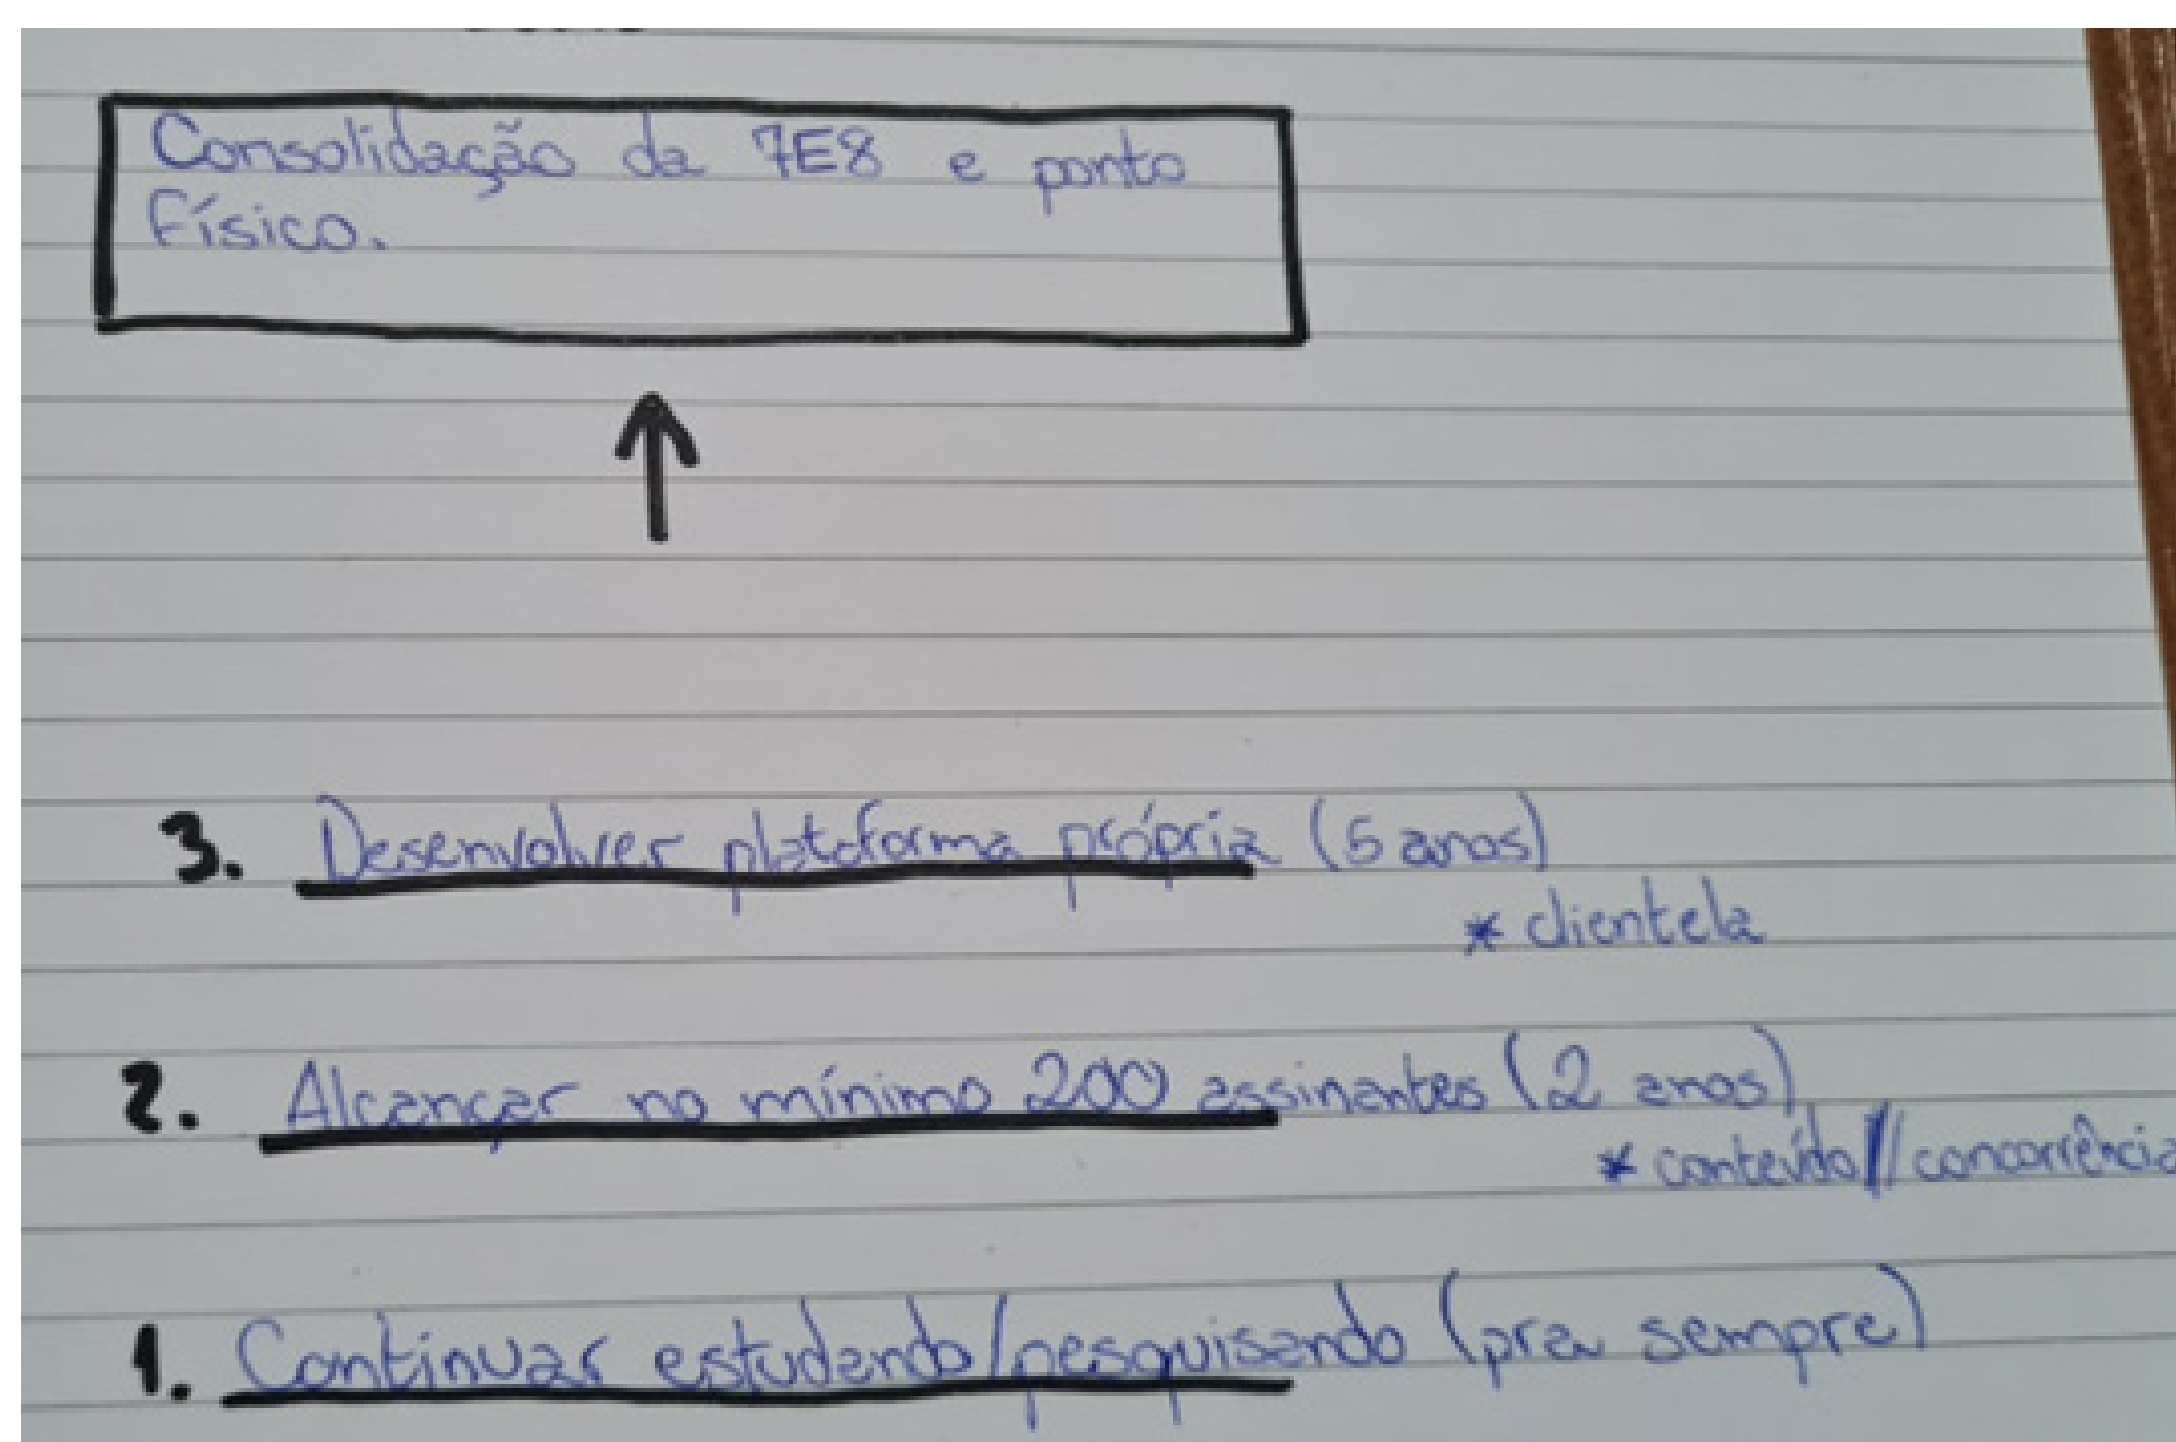 Consolidação da 7E8 e ponto
Físico.
3. Desenvolver plataforma própria (5 anos)
* clientela
2. Alcançar no mínimo 200 assinantes (2 anos)
* conteúdo // concorrência
1. Continuar estudando/pesquisando (pra sempre)